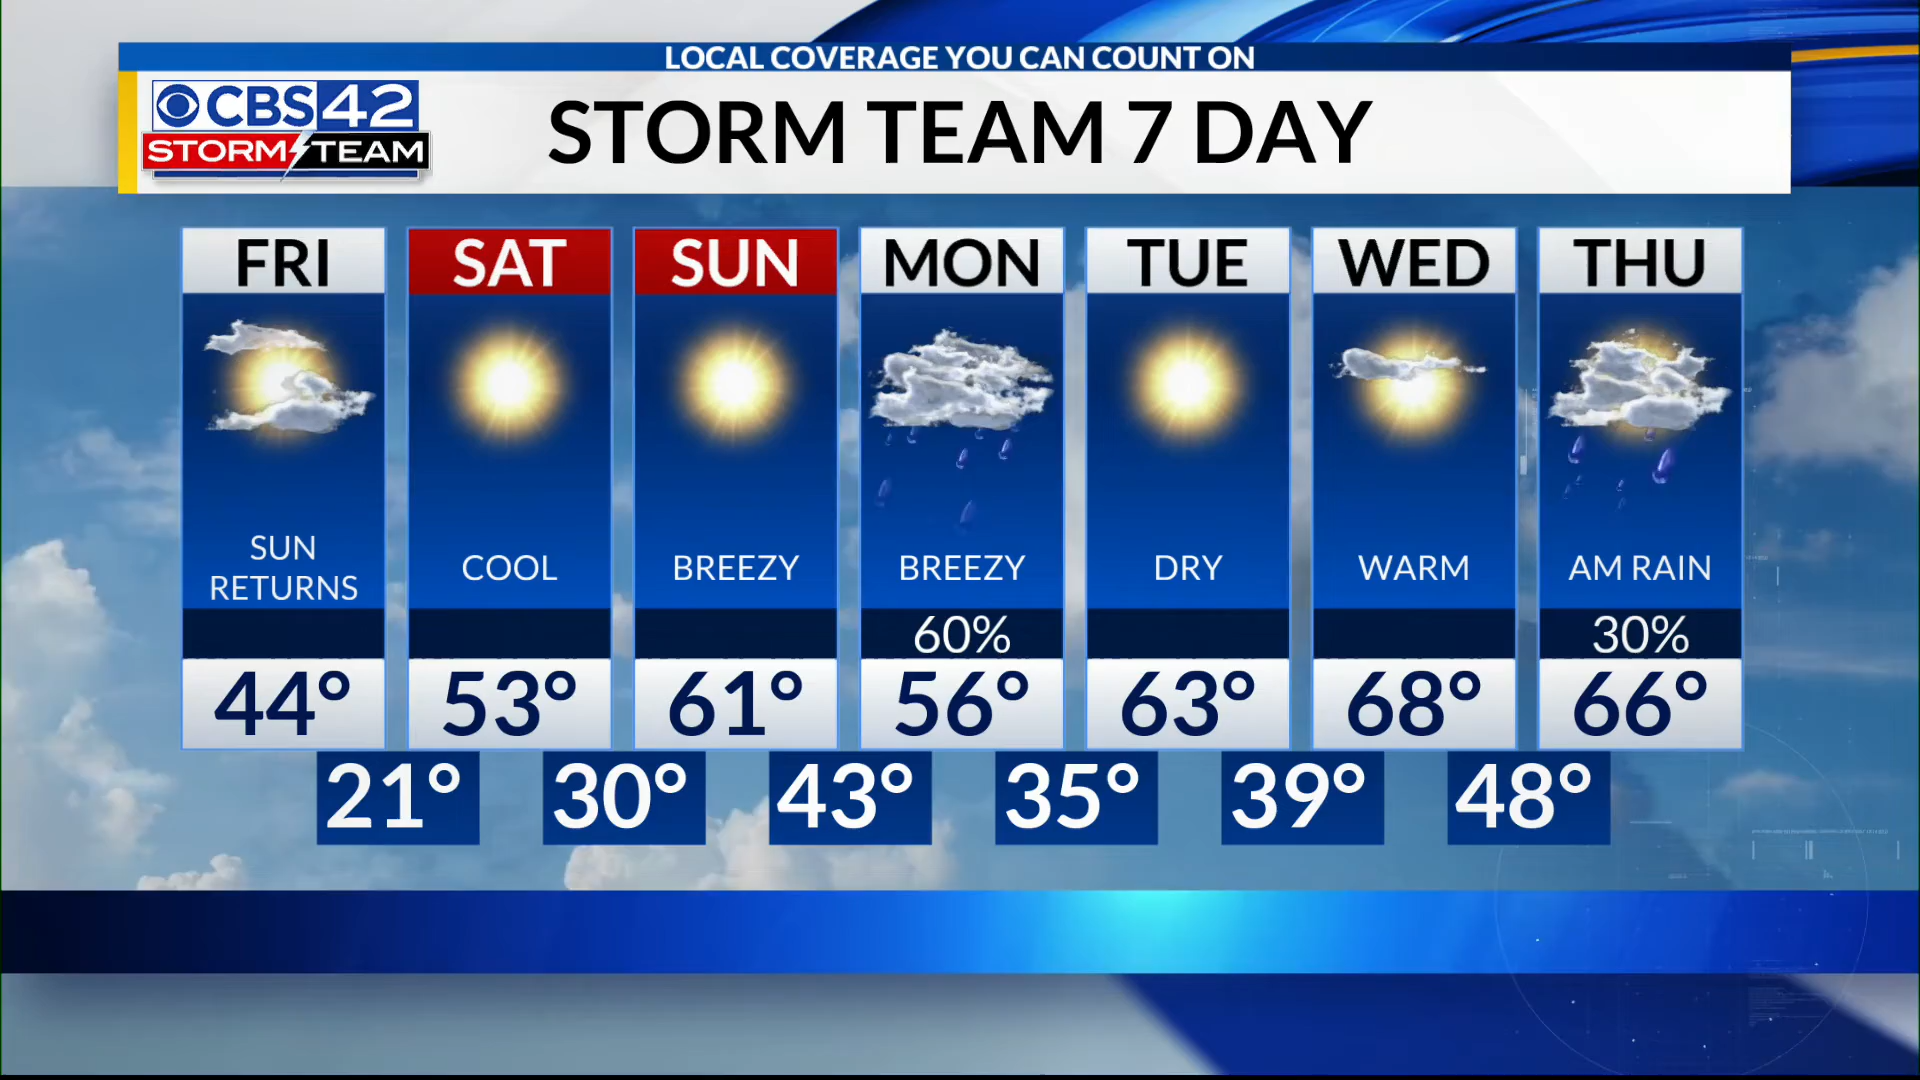 LOCAL COVERAGE YOU CAN COUNT ON
CBS 42
STORM TEAM
STORM TEAM 7 DAY
FRI SAT SUN MON TUE WED THU
SUN
RETURNS
COOL BREEZY BREEZY DRY WARM AM RAIN
60% 30%
44° 53° 61° 56° 63° 68° 66°
21° 30° 43° 35° 39° 48°